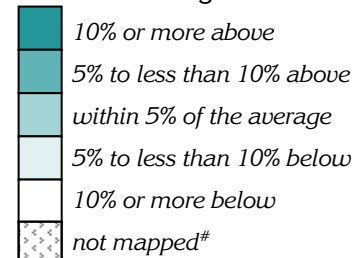 10% or more above
5% to less than 10% above
within 5% of the average
5% to less than 10% below
10% or more below
not mapped#